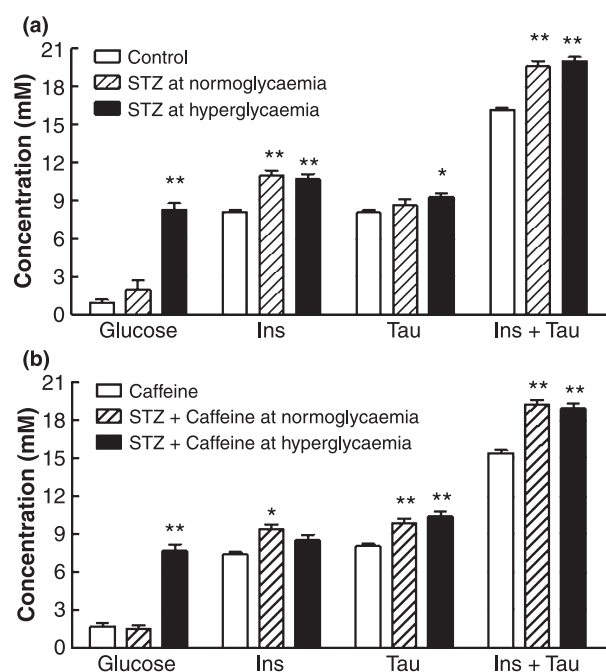 (a)
Control
STZ at normoglycaemia
STZ at hyperglycaemia
Concentration (mM)
21
18
15
12
9
6
3
0
**
**
**
*
**
**
Glucose Ins Tau Ins + Tau
(b)
Caffeine
STZ + Caffeine at normoglycaemia
STZ + Caffeine at hyperglycaemia
Concentration (mM)
21
18
15
12
9
6
3
0
**
*
**
**
**
**
Glucose Ins Tau Ins + Tau